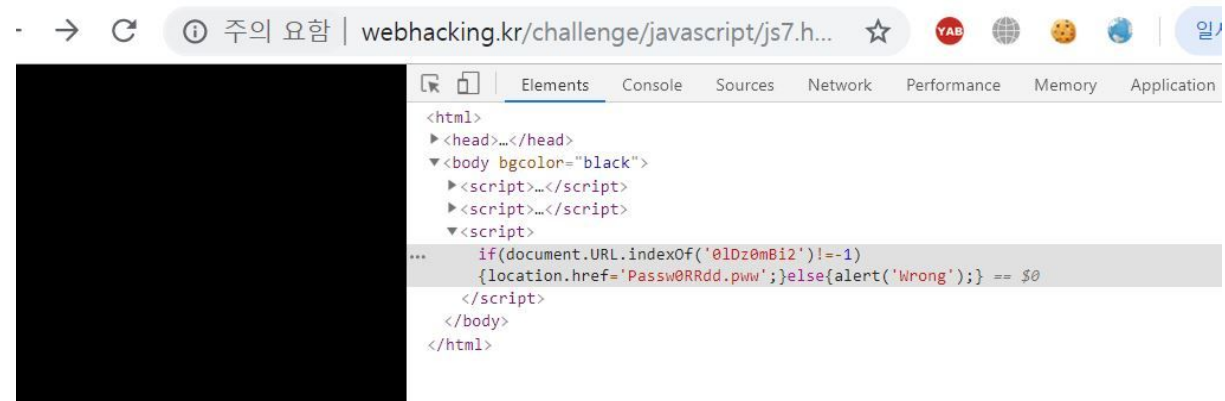 주의 요함 | webhacking.kr/challenge/javascript/js7.h...
YAB
Elements Console Sources Network Performance Memory Application
<html>
▶<head>…</head>
▼<body bgcolor="black">
▶<script>…</script>
▶<script>…</script>
▼<script>
... if(document.URL.indexOf('0lDz0mBi2')!=-1)
{location.href='Passw0RRdd.pww';}else{alert('Wrong');} == $0
</script>
</body>
</html>